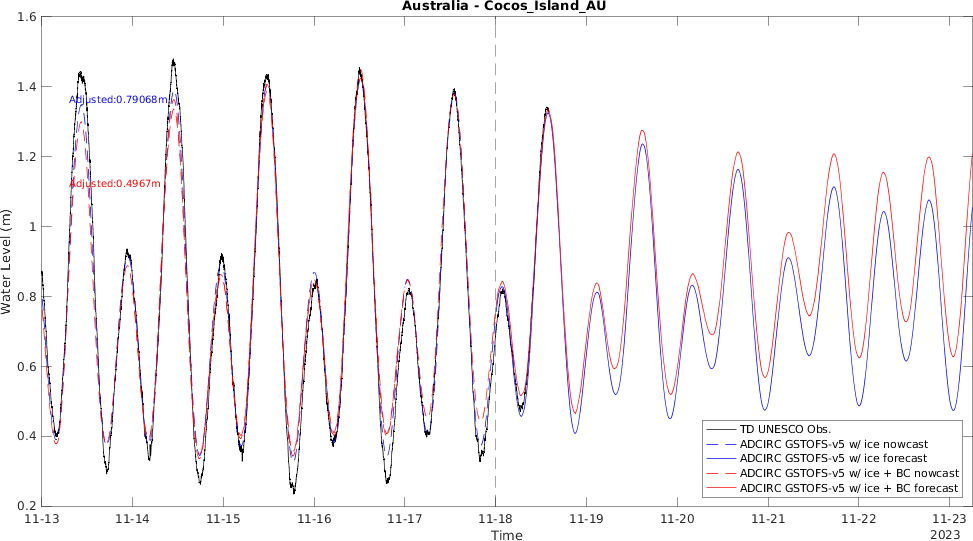 Australia - Cocos_Island_AU
1.6
1.4
1.2
1
0.8
0.6
0.4
0.2
Water Level (m)
Adjusted:0.79068m
Adjusted:0.4967m
TD UNESCO Obs.
ADCIRC GSTOFS-v5 w/ ice nowcast
ADCIRC GSTOFS-v5 w/ ice forecast
ADCIRC GSTOFS-v5 w/ ice + BC nowcast
ADCIRC GSTOFS-v5 w/ ice + BC forecast
11-13 11-14 11-15 11-16 11-17 11-18 11-19 11-20 11-21 11-22 11-23
Time
2023